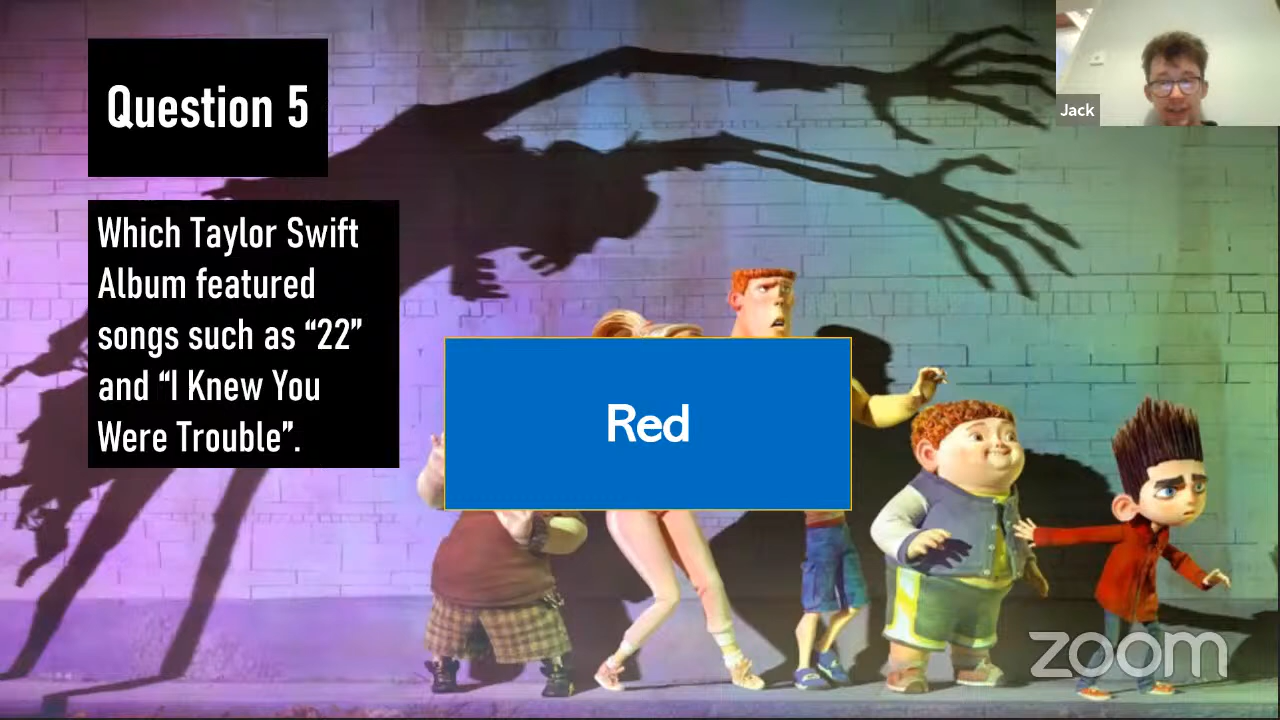 Question 5
Jack
Which Taylor Swift
Album featured
songs such as “22”
and “I Knew You
Were Trouble”.
Red
zoom